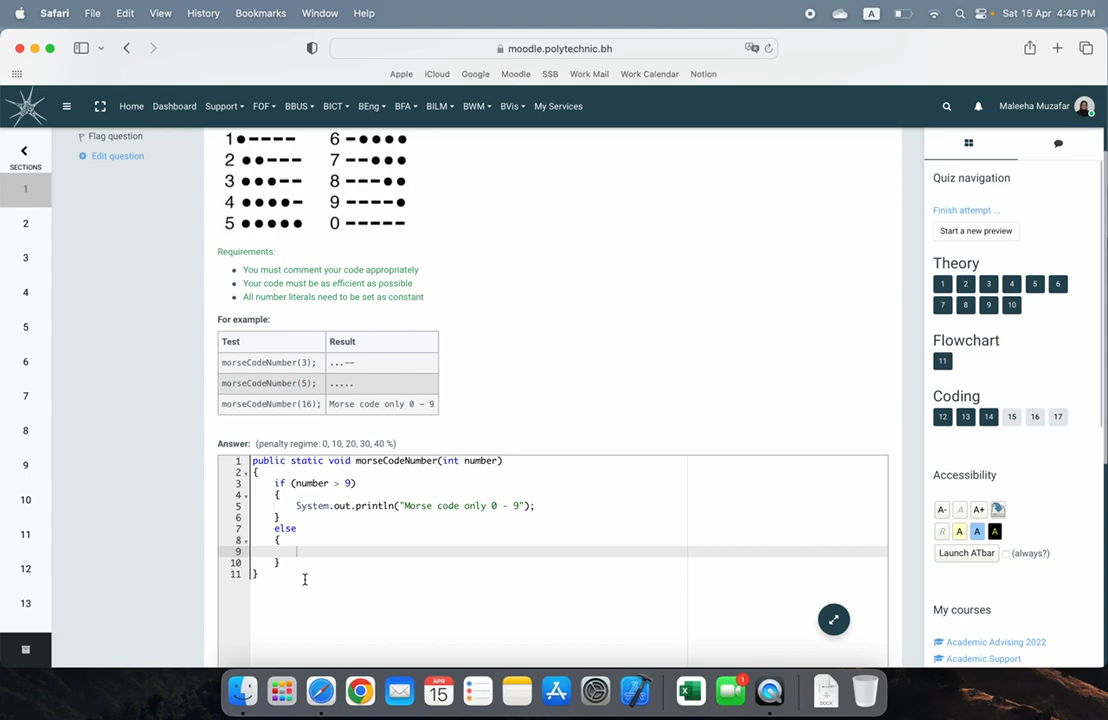 Safari File Edit View History Bookmarks Window Help A Sat 15 Apr 4:45 PM
moodle.polytechnic.bh
Apple iCloud Google Moodle SSB Work Mail Work Calendar Notion
Home Dashboard Support FOF BBUS BICT BEng BFA BILM BWM BVis My Services Maleeha Muzafar
SECTIONS
1
2
3
4
5
6
7
8
9
10
11
12
13
Flag question
Edit question
1 ●---- 6 -●●●●
2 ●●--- 7 --●●●
3 ●●●-- 8 ---●●
4 ●●●●- 9 ----●
5 ●●●●● 0 -----
Requirements:
You must comment your code appropriately
Your code must be as efficient as possible
All number literals need to be set as constant
For example:
Test Result
morseCodeNumber(3); ...--
morseCodeNumber(5); .....
morseCodeNumber(16); Morse code only 0 - 9
Answer: (penalty regime: 0, 10, 20, 30, 40 %)
1 public static void morseCodeNumber(int number)
2 {
3 if (number > 9)
4 {
5 System.out.println("Morse code only 0 - 9");
6 }
7 else
8 {
9
10 }
11 }
Quiz navigation
Finish attempt ...
Start a new preview
Theory
1 2 3 4 5 6
7 8 9 10
Flowchart
11
Coding
12 13 14 15 16 17
Accessibility
A- A A+
R A A A
Launch ATbar (always?)
My courses
Academic Advising 2022
Academic Support
APR
15
1
DOCX